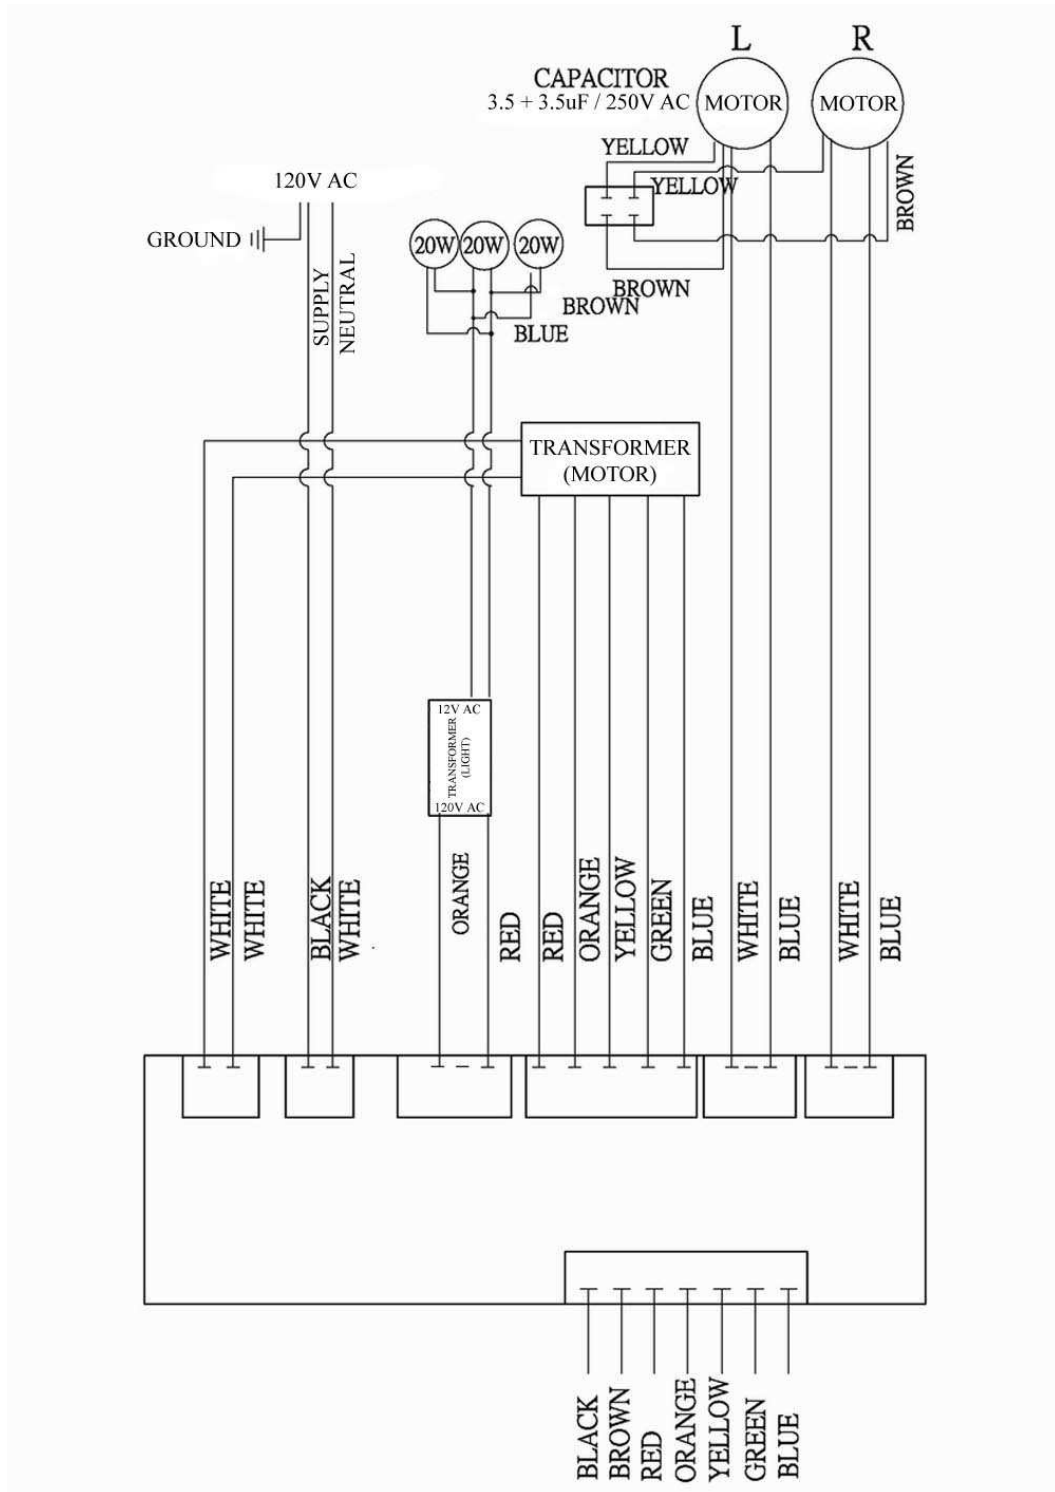 L
R
CAPACITOR
3.5 + 3.5uF / 250V AC
MOTOR
MOTOR
YELLOW
YELLOW
BROWN
120V AC
GROUND
20W
20W
20W
SUPPLY
NEUTRAL
BROWN
BROWN
BLUE
TRANSFORMER
(MOTOR)
12V AC
TRANSFORMER
(LIGHT)
120V AC
WHITE
WHITE
BLACK
WHITE
ORANGE
RED
RED
ORANGE
YELLOW
GREEN
BLUE
WHITE
BLUE
WHITE
BLUE
BLACK
BROWN
RED
ORANGE
YELLOW
GREEN
BLUE